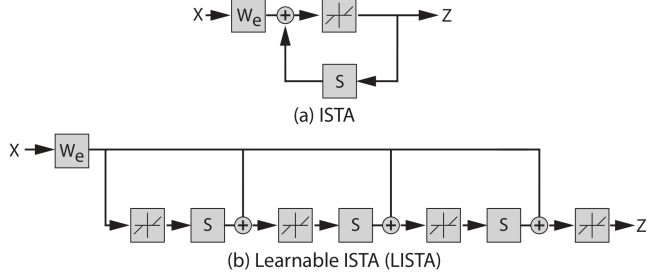 X We Z
S
(a) ISTA
X We
S S S Z
(b) Learnable ISTA (LISTA)